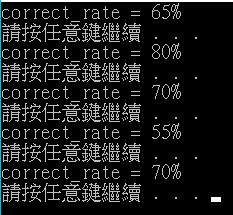 correct_rate = 65%
請按任意鍵繼續 . . .
correct_rate = 80%
請按任意鍵繼續 . . .
correct_rate = 70%
請按任意鍵繼續 . . .
correct_rate = 55%
請按任意鍵繼續 . . .
correct_rate = 70%
請按任意鍵繼續 . . .